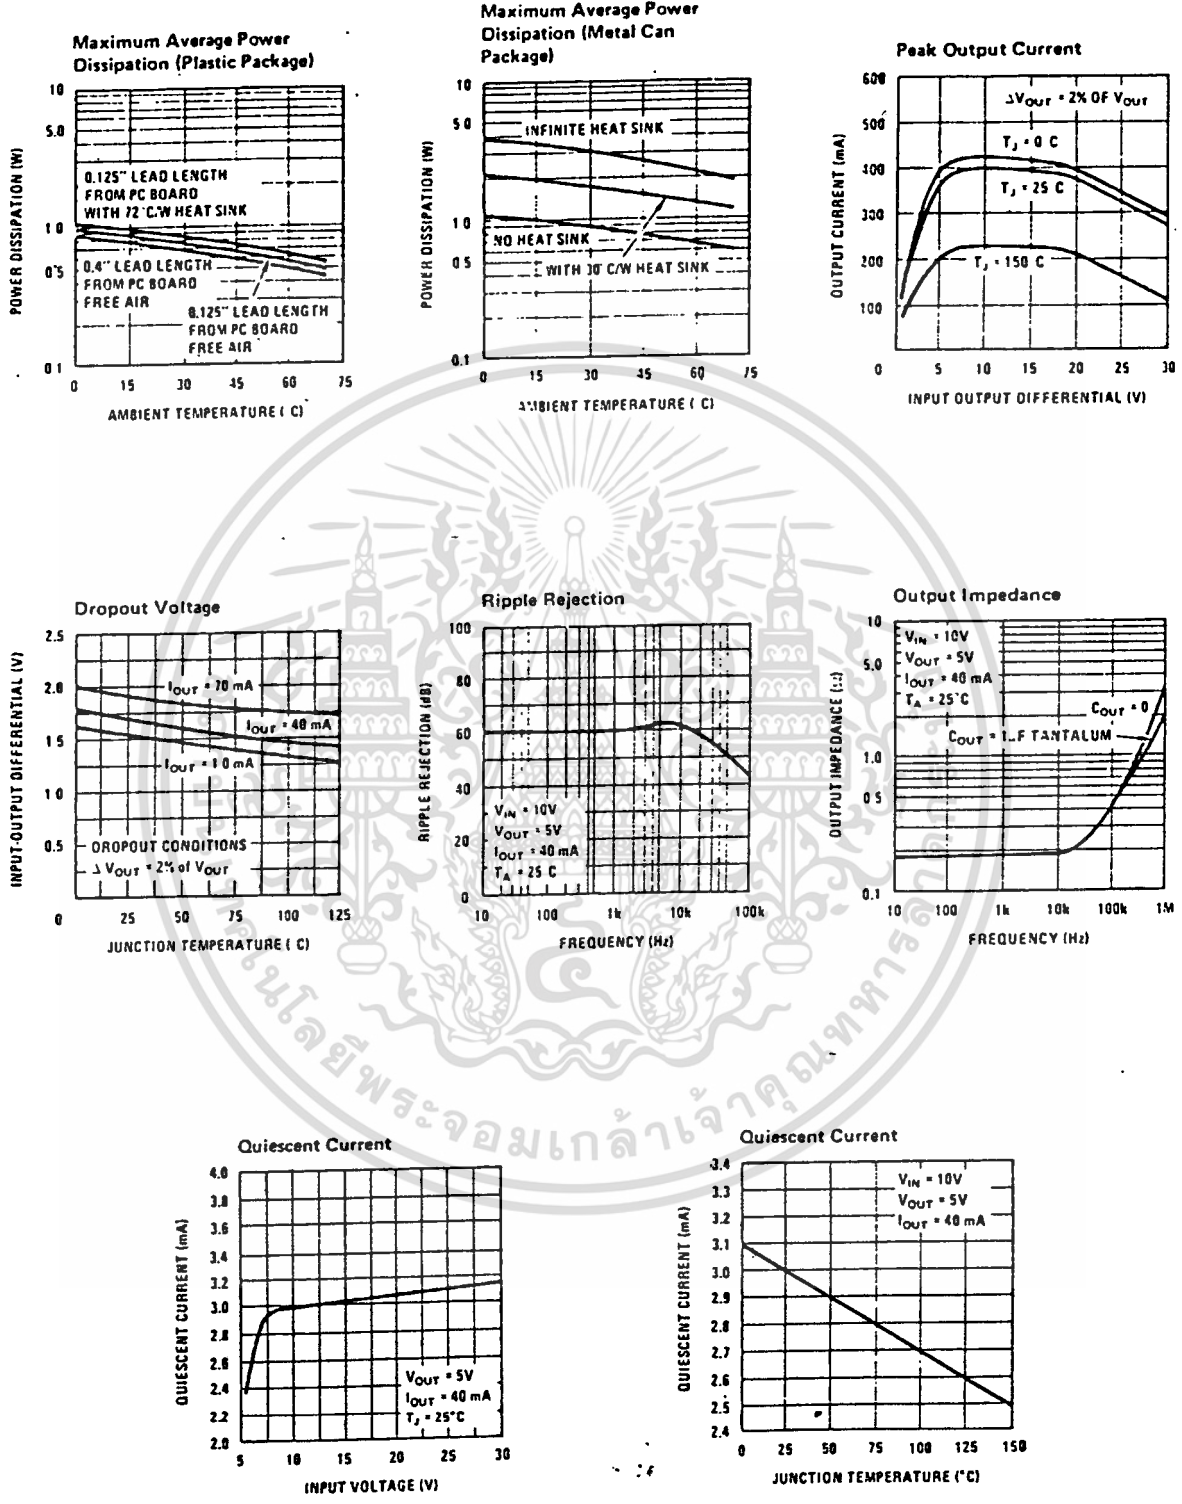 Maximum Average Power
Dissipation (Plastic Package)
10
5.0
1.0
0.5
0.1
POWER DISSIPATION (W)
0.125" LEAD LENGTH
FROM PC BOARD
WITH 72°C/W HEAT SINK
0.4" LEAD LENGTH
FROM PC BOARD
FREE AIR
0.125" LEAD LENGTH
FROM PC BOARD
FREE AIR
0 15 30 45 60 75
AMBIENT TEMPERATURE ( C)
Maximum Average Power
Dissipation (Metal Can
Package)
10
5.0
1.0
0.5
0.1
POWER DISSIPATION (W)
INFINITE HEAT SINK
NO HEAT SINK
WITH 30°C/W HEAT SINK
0 15 30 45 60 75
AMBIENT TEMPERATURE ( C)
Peak Output Current
600
500
400
300
200
100
0
OUTPUT CURRENT (mA)
ΔVOUT = 2% OF VOUT
TJ = 0 C
TJ = 25 C
TJ = 150 C
5 10 15 20 25 30
INPUT OUTPUT DIFFERENTIAL (V)
Dropout Voltage
2.5
2.0
1.5
1.0
0.5
0
INPUT-OUTPUT DIFFERENTIAL (V)
IOUT = 70 mA
IOUT = 40 mA
IOUT = 1.0 mA
DROPOUT CONDITIONS
Δ VOUT = 2% of VOUT
25 50 75 100 125
JUNCTION TEMPERATURE ( C)
Ripple Rejection
100
80
60
40
20
0
RIPPLE REJECTION (dB)
VIN = 10V
VOUT = 5V
IOUT = 40 mA
TA = 25 C
10 100 1k 10k 100k
FREQUENCY (Hz)
Output Impedance
10
5.0
1.0
0.5
0.1
OUTPUT IMPEDANCE (Ω)
VIN = 10V
VOUT = 5V
IOUT = 40 mA
TA = 25°C
COUT = 0
COUT = 1µF TANTALUM
10 100 1k 10k 100k 1M
FREQUENCY (Hz)
Quiescent Current
4.0
3.8
3.6
3.4
3.2
3.0
2.8
2.6
2.4
2.2
2.0
QUIESCENT CURRENT (mA)
VOUT = 5V
IOUT = 40 mA
TJ = 25°C
5 10 15 20 25 30
INPUT VOLTAGE (V)
Quiescent Current
3.4
3.3
3.2
3.1
3.0
2.9
2.8
2.7
2.6
2.5
2.4
QUIESCENT CURRENT (mA)
VIN = 10V
VOUT = 5V
IOUT = 40 mA
0 25 50 75 100 125 150
JUNCTION TEMPERATURE (°C)